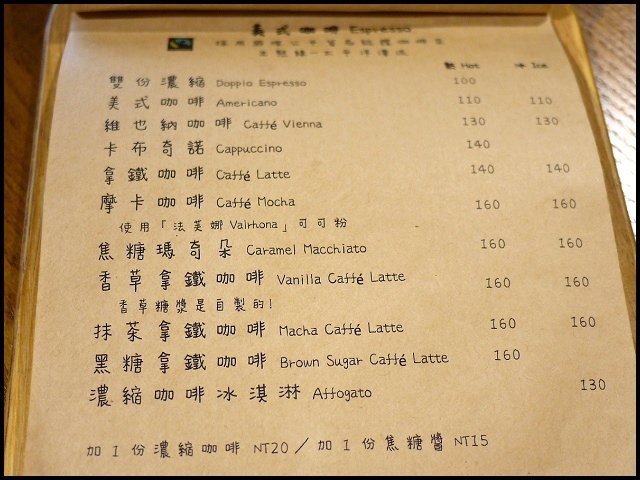 美式咖啡 Espresso
採用
熱 Hot 冰 Ice
雙份濃縮 Doppio Espresso 100
美式咖啡 Americano 110 110
維也納咖啡 Caffé Vienna 130 130
卡布奇諾 Cappuccino 140
拿鐵咖啡 Caffé Latte 140 140
摩卡咖啡 Caffé Mocha 160 160
使用「法芙娜 Valrhona」可可粉
焦糖瑪奇朵 Caramel Macchiato 160 160
香草拿鐵咖啡 Vanilla Caffé Latte 160 160
香草糖漿是自製的!
抹茶拿鐵咖啡 Macha Caffé Latte 160 160
黑糖拿鐵咖啡 Brown Sugar Caffé Latte 160
濃縮咖啡冰淇淋 Affogato 130
加1份濃縮咖啡 NT20／加1份焦糖醬 NT15